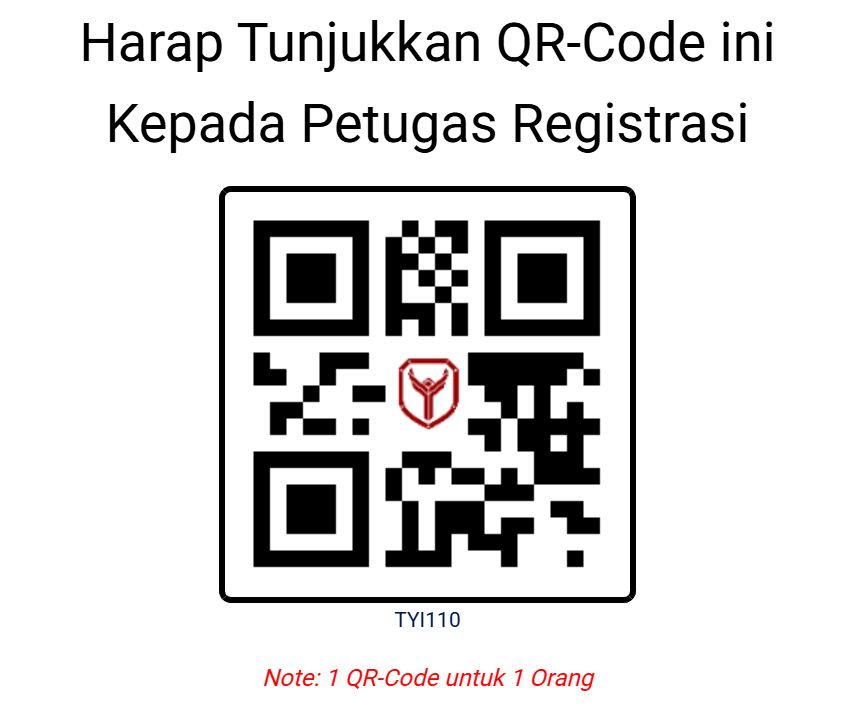 Harap Tunjukkan QR-Code ini
Kepada Petugas Registrasi
TYI110
Note: 1 QR-Code untuk 1 Orang